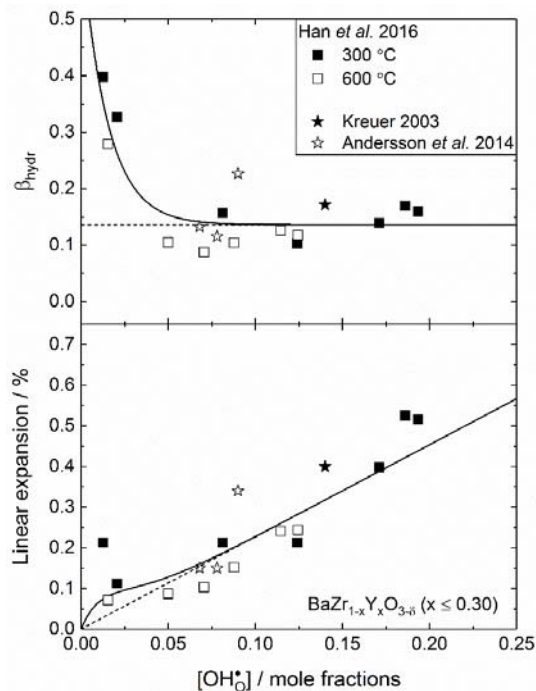 Han et al. 2016
300 °C
600 °C
Kreuer 2003
Andersson et al. 2014
βhydr
0.5
0.4
0.3
0.2
0.1
0.0
Linear expansion / %
0.7
0.6
0.5
0.4
0.3
0.2
0.1
0.0
BaZr₁₋ₓYₓO₃₋δ (x ≤ 0.30)
0.00 0.05 0.10 0.15 0.20 0.25
[OH•O] / mole fractions